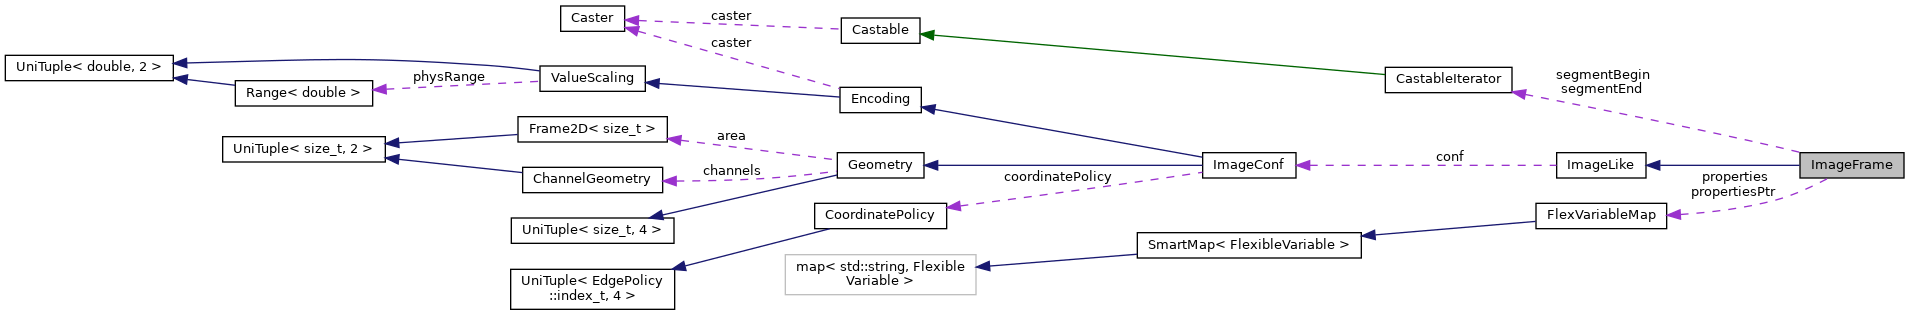 Caster
caster
Castable
caster
UniTuple< double, 2 >
physRange
ValueScaling
CastableIterator
segmentBegin
segmentEnd
Range< double >
Encoding
Frame2D< size_t >
area
UniTuple< size_t, 2 >
ChannelGeometry
channels
Geometry
ImageConf
conf
ImageLike
ImageFrame
coordinatePolicy
properties
propertiesPtr
CoordinatePolicy
FlexVariableMap
UniTuple< size_t, 4 >
SmartMap< FlexibleVariable >
map< std::string, Flexible
Variable >
UniTuple< EdgePolicy
::index_t, 4 >